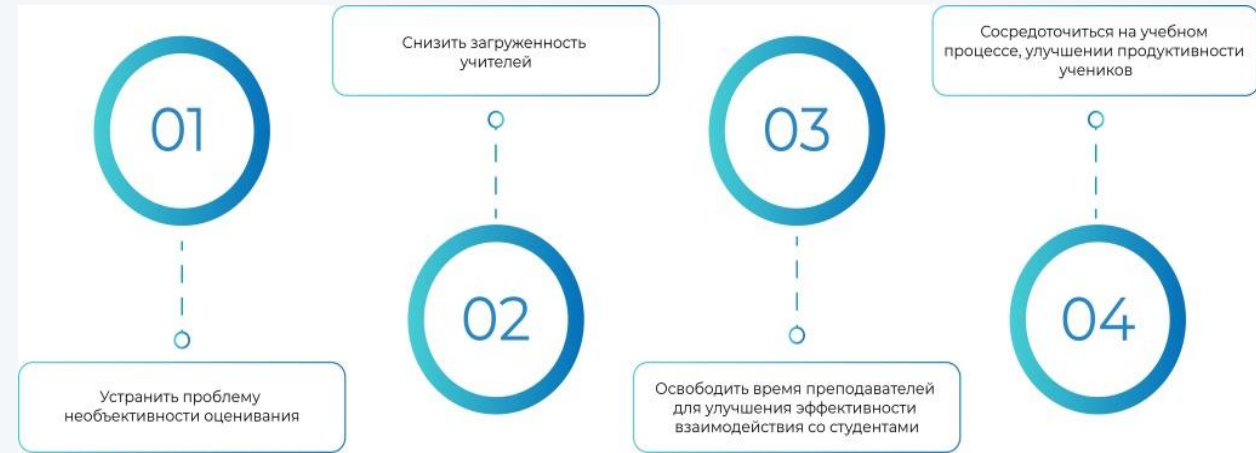 01
Устранить проблему
необъективности оценивания
Снизить загруженность
учителей
02
03
Освободить время преподавателей
для улучшения эффективности
взаимодействия со студентами
Сосредоточиться на учебном
процессе, улучшении продуктивности
учеников
04